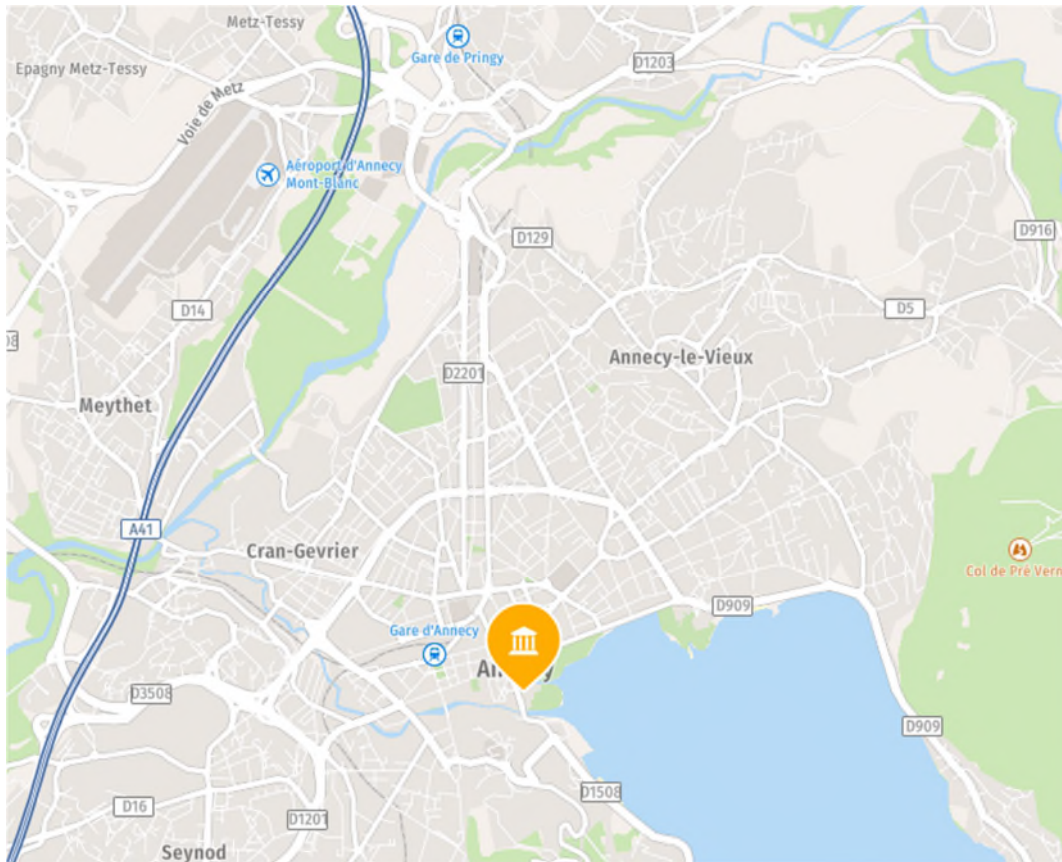 Metz-Tessy
Gare de Pringy
Epagny Metz-Tessy
D1203
Voie de Metz
Aéroport d'Annecy
Mont-Blanc
D129
D916
D14
D5
Annecy-le-Vieux
D2201
Meythet
A41
Cran-Gevrier
Col de Pré Vern
D909
Gare d'Annecy
D3508
D909
D1508
D16
D1201
Seynod